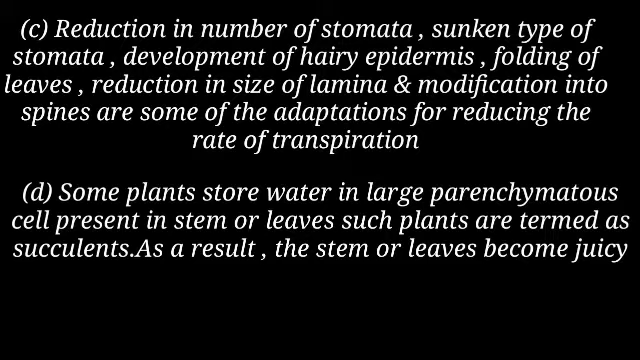 (c) Reduction in number of stomata , sunken type of
stomata , development of hairy epidermis , folding of
leaves , reduction in size of lamina & modification into
spines are some of the adaptations for reducing the
rate of transpiration
(d) Some plants store water in large parenchymatous
cell present in stem or leaves such plants are termed as
succulents.As a result , the stem or leaves become juicy